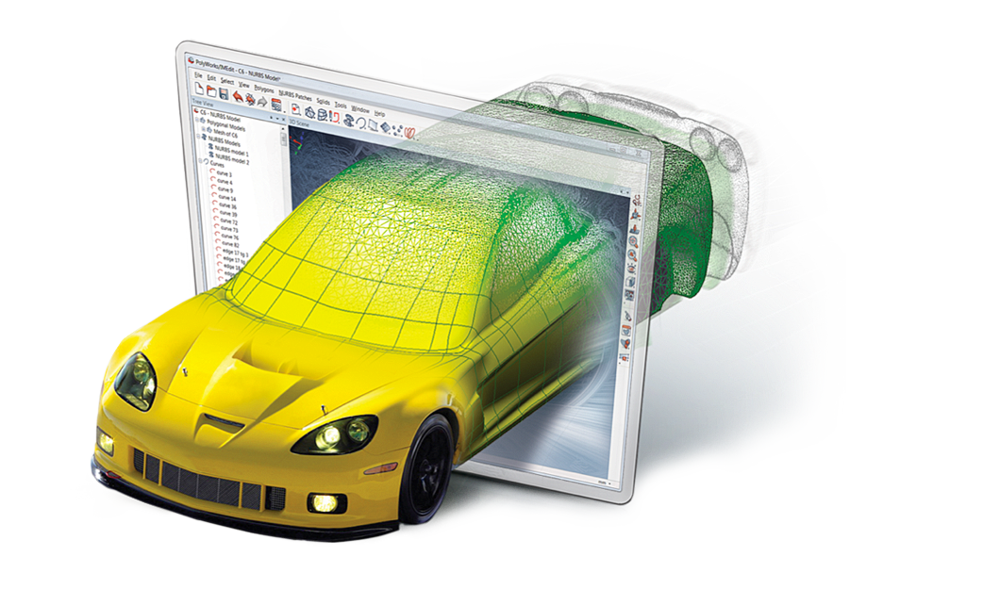 PolyWorks/IMEdit - C6 - NURBS Model*
File Edit Select View Polygons NURBS Patches Solids Tools Window Help
Tree View
3D Scene
C6 - NURBS Model
Polygonal Models
Mesh of C6
NURBS Models
NURBS model 1
NURBS model 2
Curves
curve 3
curve 4
curve 9
curve 14
curve 36
curve 39
curve 72
curve 73
curve 76
curve 82
edge 17 tg 1
edge 17 tg
edge 18
edge